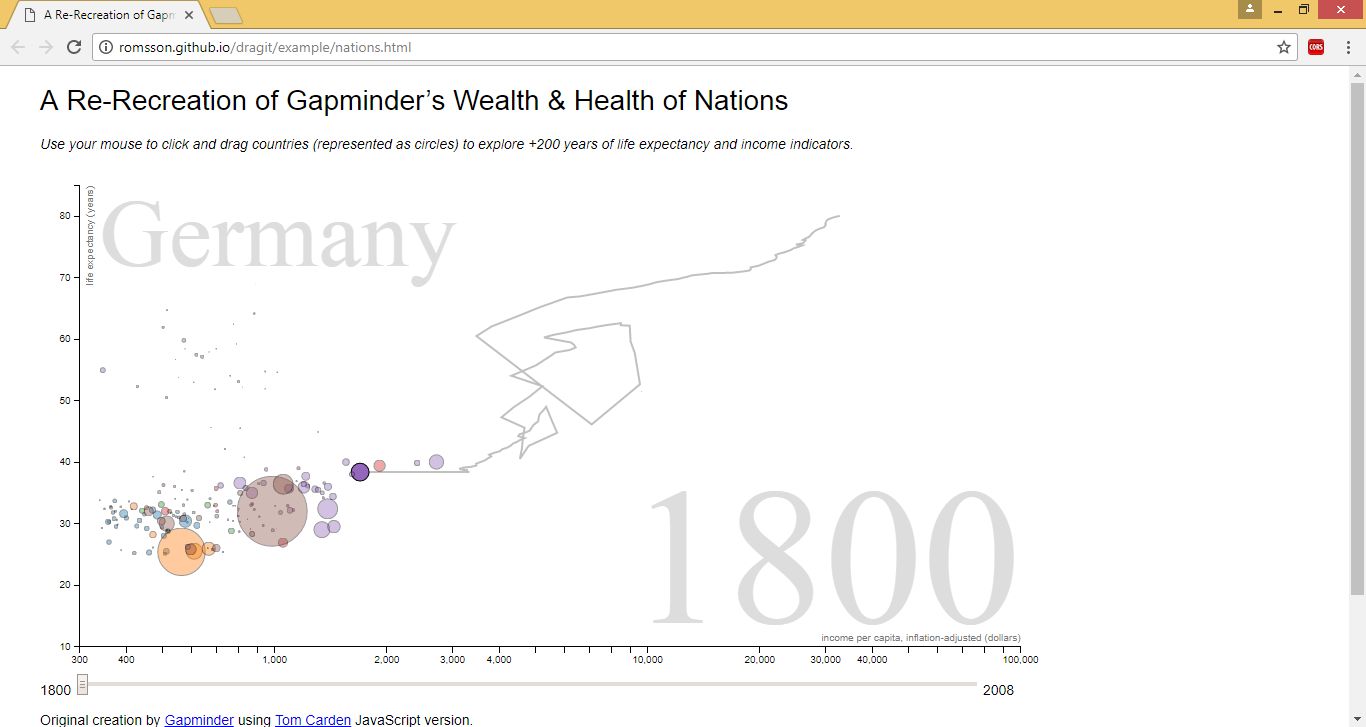 A Re-Recreation of Gapm
romsson.github.io/dragit/example/nations.html
CORS
A Re-Recreation of Gapminder’s Wealth & Health of Nations
Use your mouse to click and drag countries (represented as circles) to explore +200 years of life expectancy and income indicators.
life expectancy (years)
Germany
80
70
60
50
40
30
20
10
1800
income per capita, inflation-adjusted (dollars)
300 400 1,000 2,000 3,000 4,000 10,000 20,000 30,000 40,000 100,000
1800 2008
Original creation by Gapminder using Tom Carden JavaScript version.